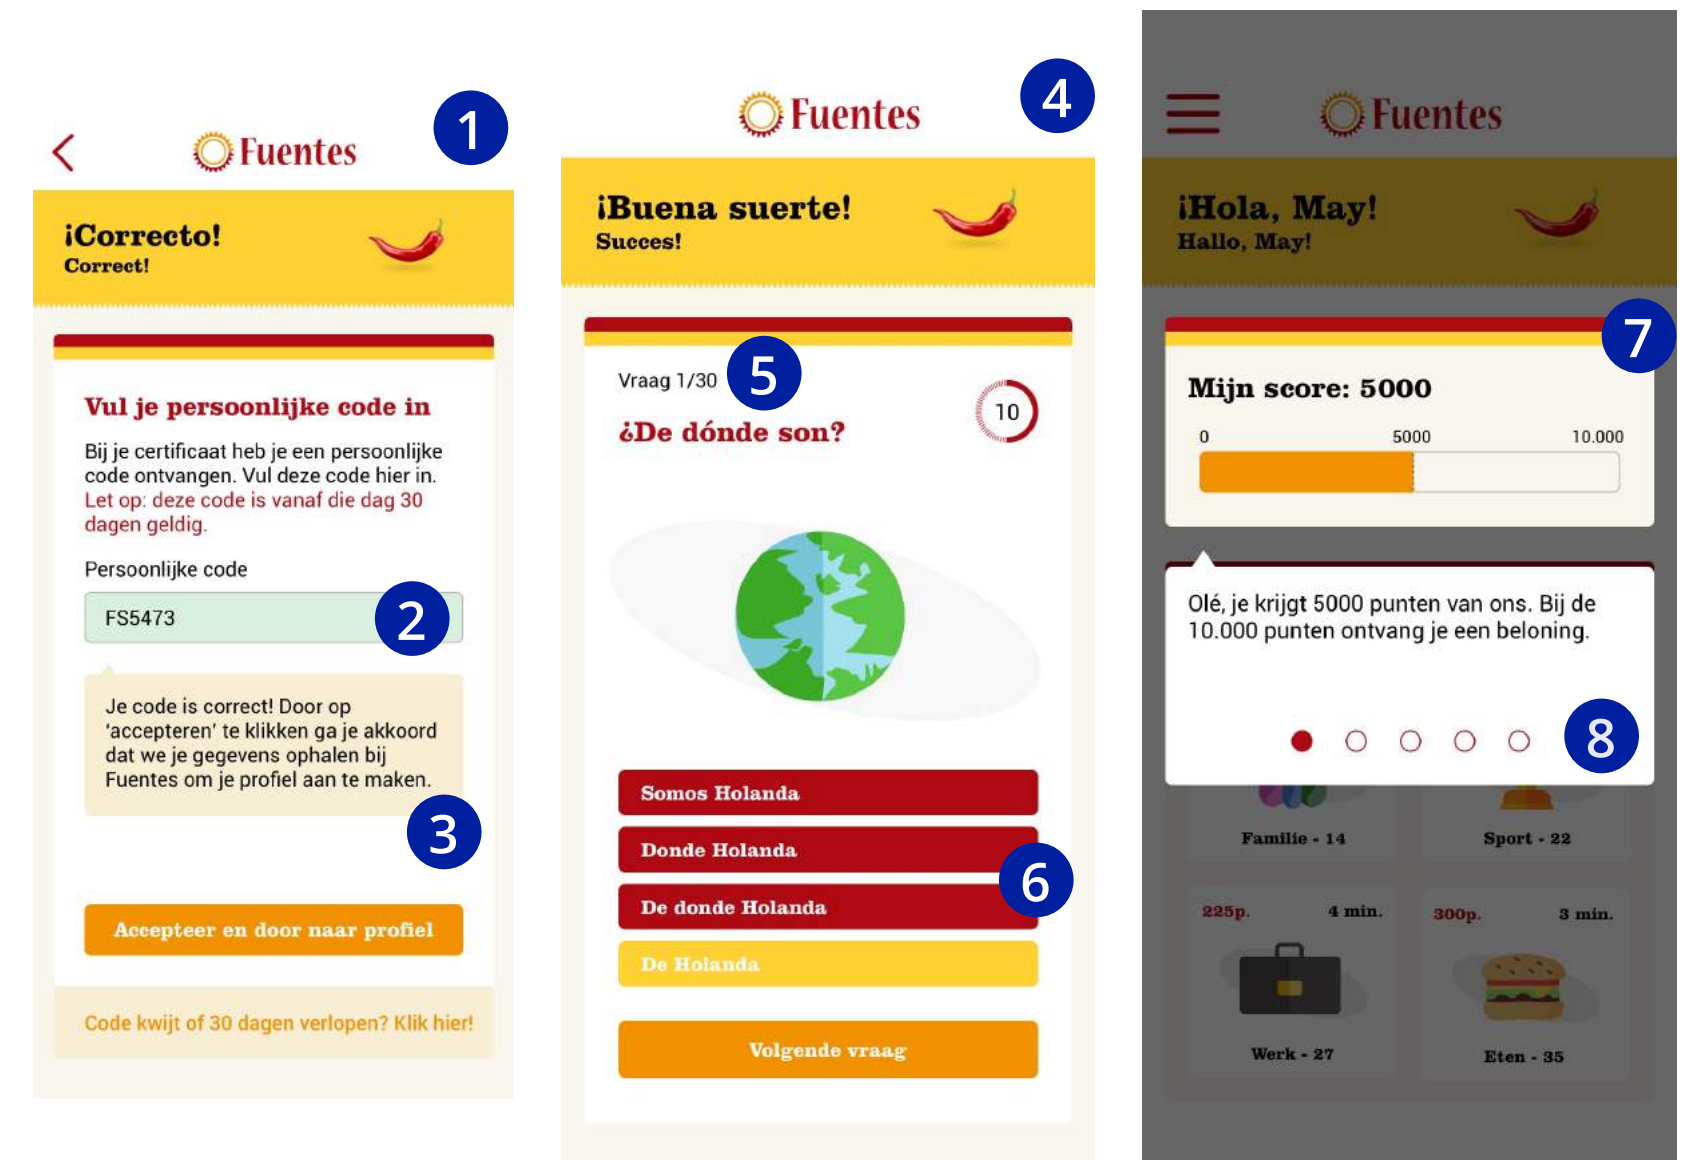 1
Fuentes
¡Correcto!
Correct!
Vul je persoonlijke code in
Bij je certificaat heb je een persoonlijke
code ontvangen. Vul deze code hier in.
Let op: deze code is vanaf die dag 30
dagen geldig.
Persoonlijke code
FS5473
2
Je code is correct! Door op
'accepteren' te klikken ga je akkoord
dat we je gegevens ophalen bij
Fuentes om je profiel aan te maken.
3
Accepteer en door naar profiel
Code kwijt of 30 dagen verlopen? Klik hier!
4
Fuentes
¡Buena suerte!
Succes!
Vraag 1/30
5
10
¿De dónde son?
Somos Holanda
Donde Holanda
6
De donde Holanda
De Holanda
Volgende vraag
Fuentes
¡Hola, May!
Hallo, May!
7
Mijn score: 5000
0 5000 10.000
Olé, je krijgt 5000 punten van ons. Bij de
10.000 punten ontvang je een beloning.
8
Familie - 14
Sport - 22
225p. 4 min.
300p. 3 min.
Werk - 27
Eten - 35